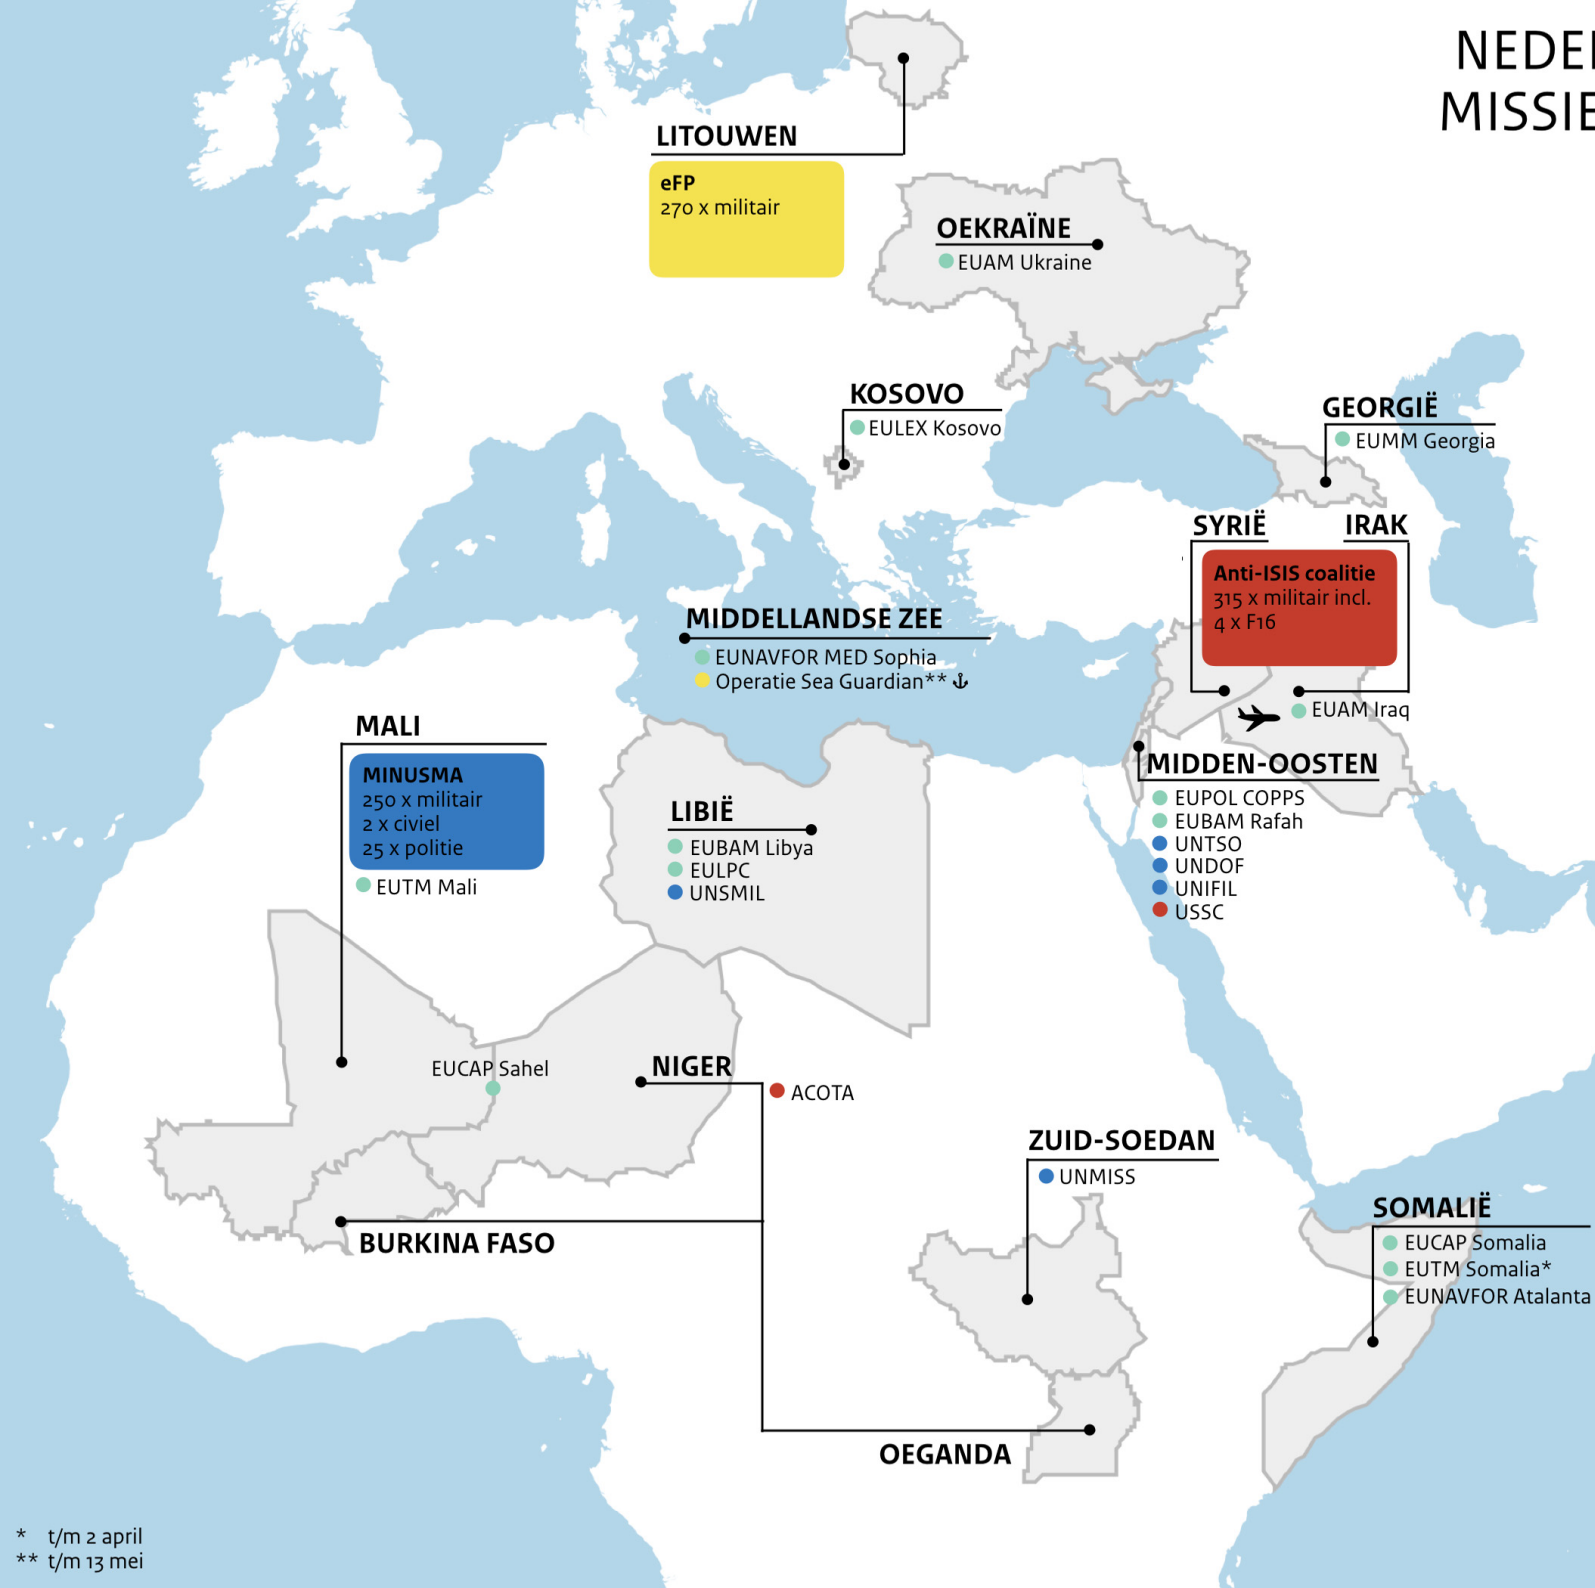 NEDE
MISSIE
LITOUWEN
eFP
270 x militair
OEKRAÏNE
EUAM Ukraine
KOSOVO
EULEX Kosovo
GEORGIË
EUMM Georgia
SYRIË
IRAK
Anti-ISIS coalitie
315 x militair incl.
4 x F16
EUAM Iraq
MIDDELLANDSE ZEE
EUNAVFOR MED Sophia
Operatie Sea Guardian**
MALI
MINUSMA
250 x militair
2 x civiel
25 x politie
EUTM Mali
LIBIË
EUBAM Libya
EULPC
UNSMIL
MIDDEN-OOSTEN
EUPOL COPPS
EUBAM Rafah
UNTSO
UNDOF
UNIFIL
USSC
EUCAP Sahel
NIGER
ACOTA
BURKINA FASO
ZUID-SOEDAN
UNMISS
SOMALIË
EUCAP Somalia
EUTM Somalia*
EUNAVFOR Atalanta
OEGANDA
* t/m 2 april
** t/m 13 mei